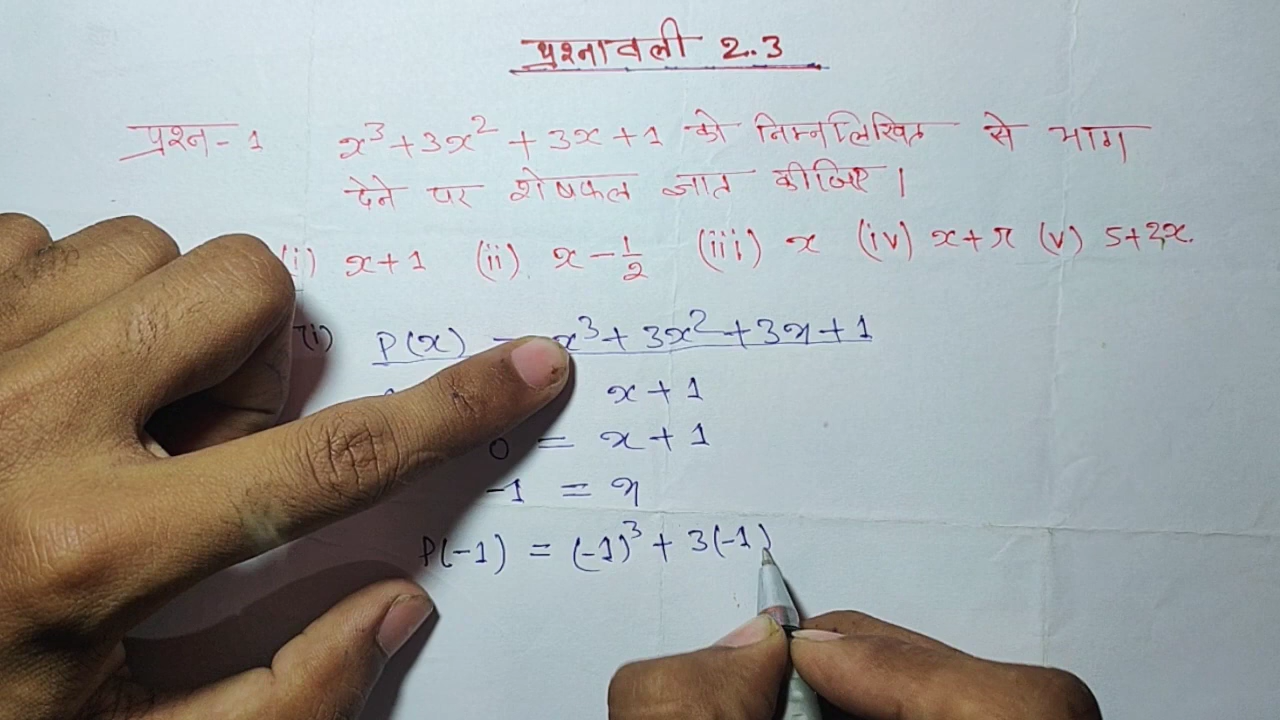 प्रश्नावली 2.3
प्रश्न-1 x³+3x²+3x+1 को निम्नलिखित से भाग
देने पर शेषफल ज्ञात कीजिए।
(i) x+1 (ii) x-1/2 (iii) x (iv) x+π (v) 5+2x
(i) P(x) = x³+3x²+3x+1
x+1
0 = x+1
-1 = x
P(-1) = (-1)³+3(-1)